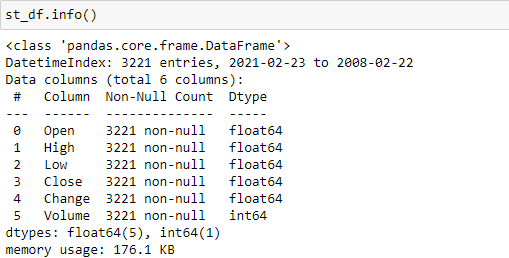 st_df.info()
<class 'pandas.core.frame.DataFrame'>
DatetimeIndex: 3221 entries, 2021-02-23 to 2008-02-22
Data columns (total 6 columns):
 #   Column  Non-Null Count  Dtype
---  ------  --------------  -----
 0   Open    3221 non-null   float64
 1   High    3221 non-null   float64
 2   Low     3221 non-null   float64
 3   Close   3221 non-null   float64
 4   Change  3221 non-null   float64
 5   Volume  3221 non-null   int64
dtypes: float64(5), int64(1)
memory usage: 176.1 KB